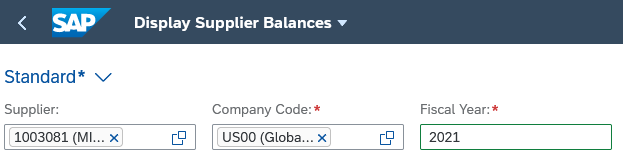 SAP Display Supplier Balances
Standard*
Supplier: Company Code:* Fiscal Year:*
1003081 (MI... US00 (Globa... 2021